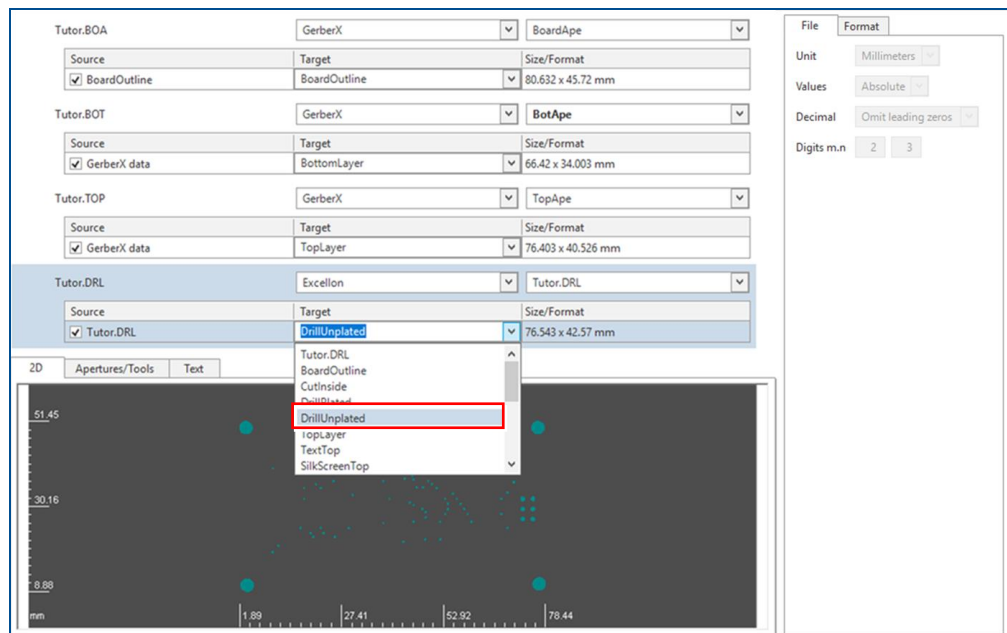 Tutor.BOA GerberX BoardApe
Source Target Size/Format
BoardOutline BoardOutline 80.632 x 45.72 mm
Tutor.BOT GerberX BotApe
Source Target Size/Format
GerberX data BottomLayer 66.42 x 34.003 mm
Tutor.TOP GerberX TopApe
Source Target Size/Format
GerberX data TopLayer 76.403 x 40.526 mm
Tutor.DRL Excellon Tutor.DRL
Source Target Size/Format
Tutor.DRL DrillUnplated 76.543 x 42.57 mm
Tutor.DRL
BoardOutline
CutInside
DrillPlated
DrillUnplated
TopLayer
TextTop
SilkScreenTop
2D Apertures/Tools Text
51.45
30.16
8.88
mm 1.89 27.41 52.92 78.44
File Format
Unit Millimeters
Values Absolute
Decimal Omit leading zeros
Digits m.n 2 3